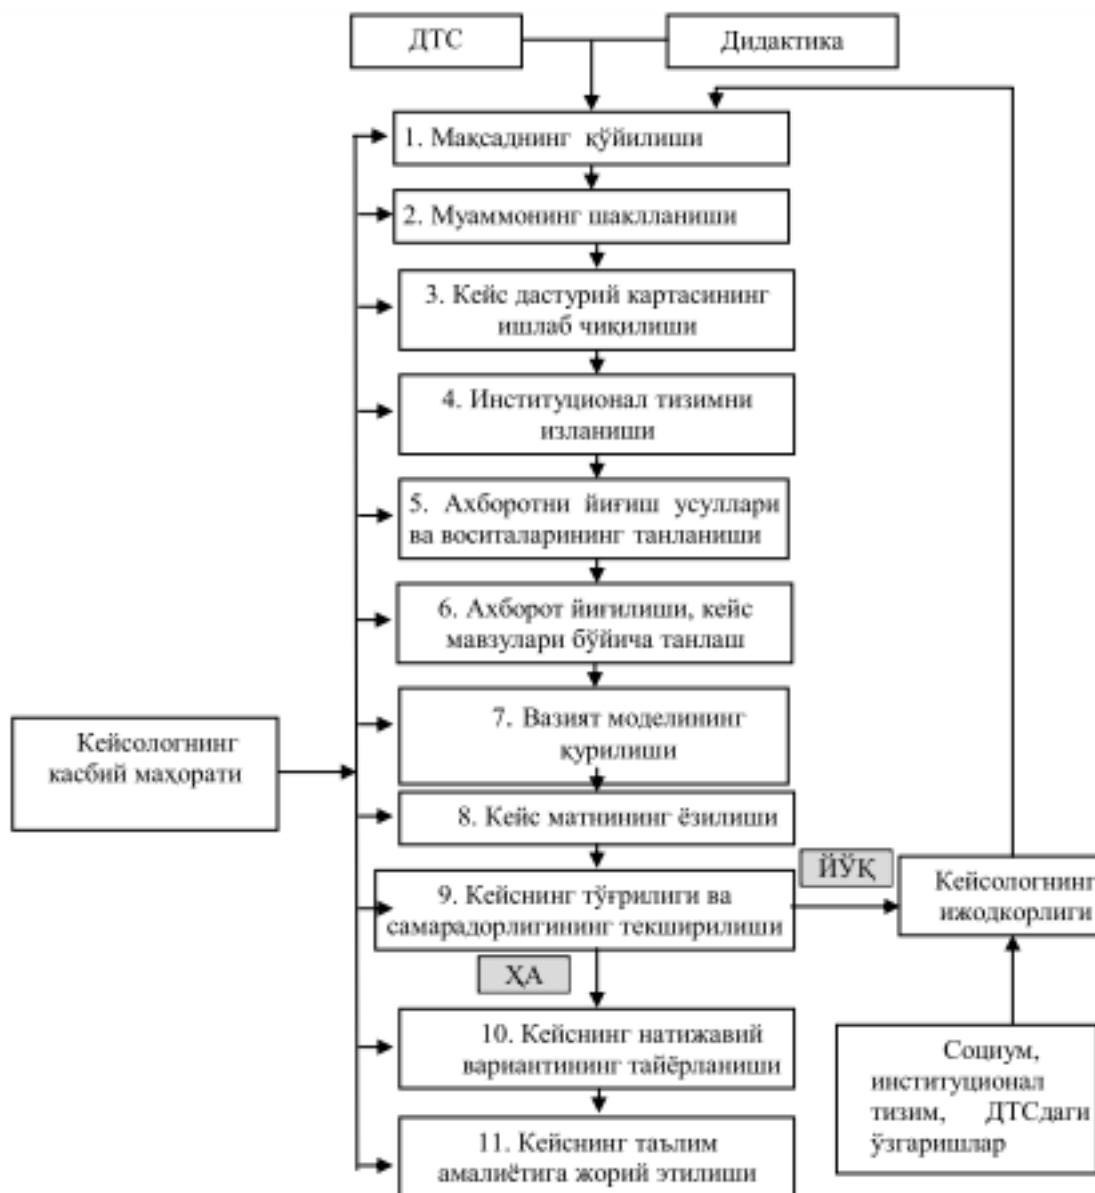 ДТС
Дидактика
1. Мақсаднинг қўйилиши
2. Муаммонинг шаклланиши
3. Кейс дастурий картасининг
ишлаб чиқилиши
4. Институционал тизимни
изланиши
5. Ахборотни йиғиш усуллари
ва воситаларининг танланиши
6. Ахборот йиғилиши, кейс
мавзулари бўйича танлаш
7. Вазият моделининг
қурилиши
Кейсологнинг
касбий маҳорати
8. Кейс матнининг ёзилиши
ЙЎҚ
9. Кейснинг тўғрилиги ва
самарадорлигининг текширилиши
Кейсологнинг
ижодкорлиги
ҲА
10. Кейснинг натижавий
вариантининг тайёрланиши
Социум,
институционал
тизим, ДТСдаги
ўзгаришлар
11. Кейснинг таълим
амалиётига жорий этилиши